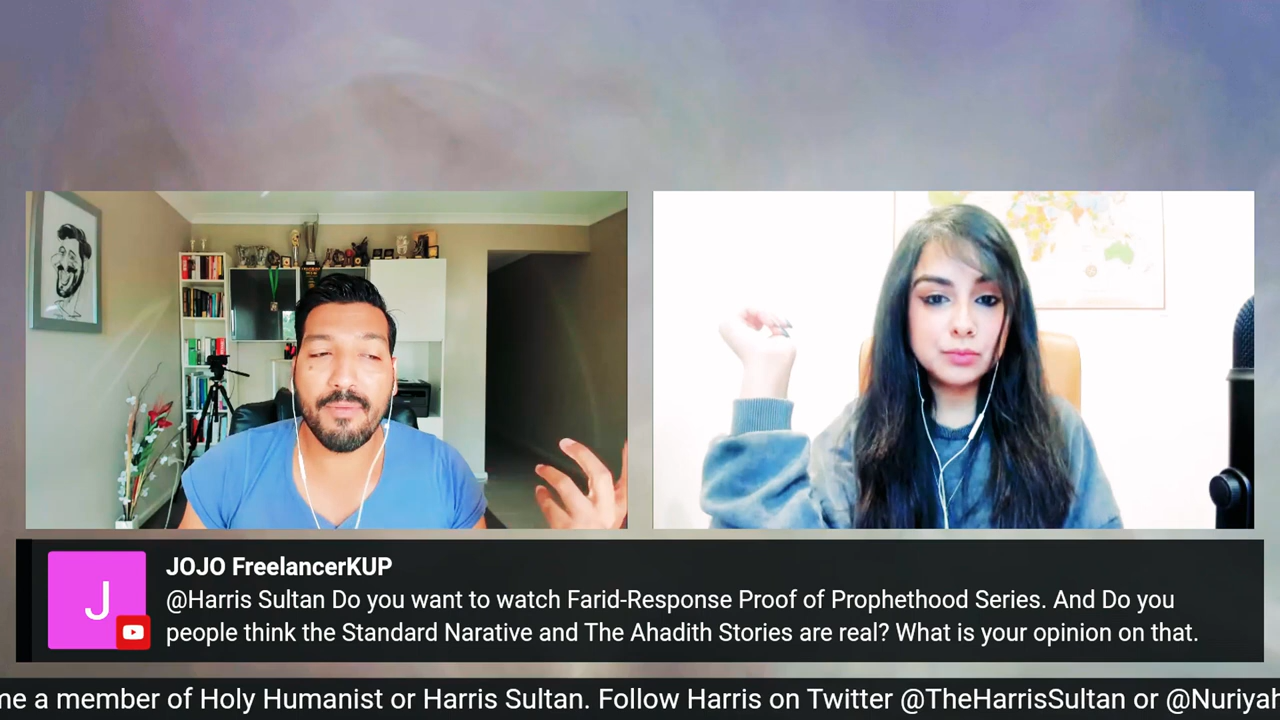 J
JOJO FreelancerKUP
@Harris Sultan Do you want to watch Farid-Response Proof of Prophethood Series. And Do you
people think the Standard Narative and The Ahadith Stories are real? What is your opinion on that.
me a member of Holy Humanist or Harris Sultan. Follow Harris on Twitter @TheHarrisSultan or @Nuriyah